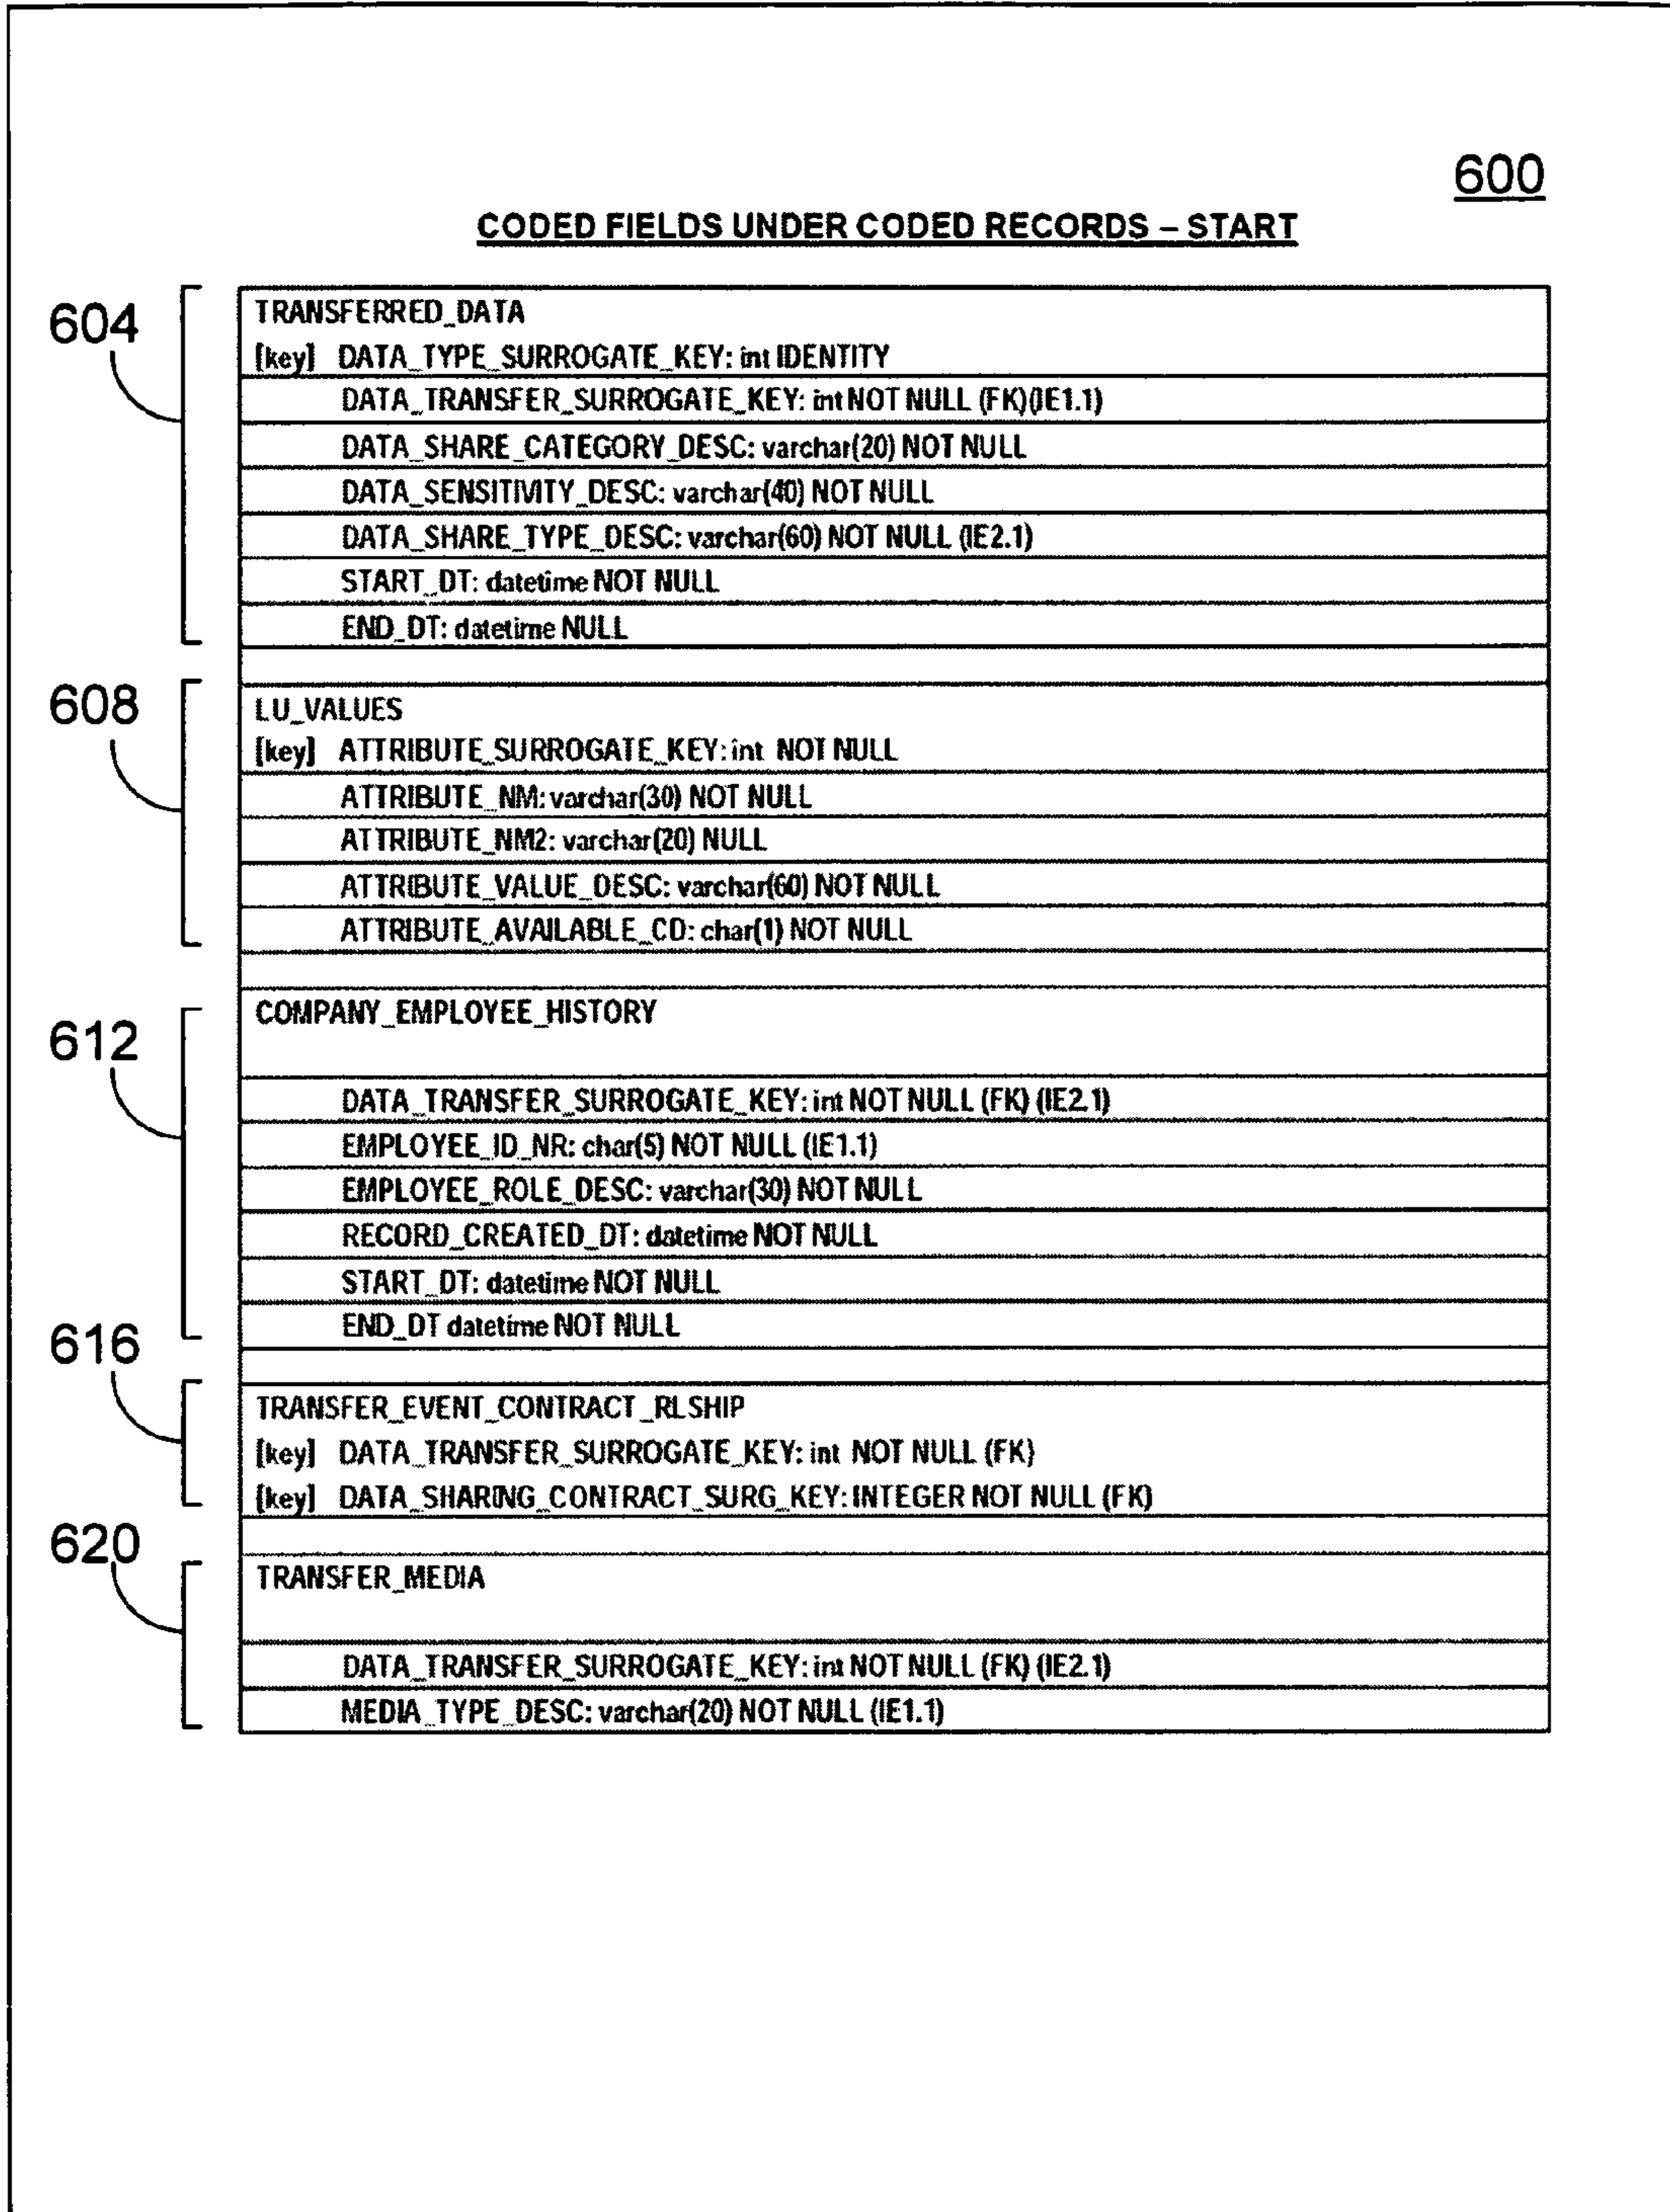 600
CODED FIELDS UNDER CODED RECORDS – START
604
TRANSFERRED_DATA
[key] DATA_TYPE_SURROGATE_KEY: int IDENTITY
DATA_TRANSFER_SURROGATE_KEY: int NOT NULL (FK)(IE1.1)
DATA_SHARE_CATEGORY_DESC: varchar(20) NOT NULL
DATA_SENSITIVITY_DESC: varchar(40) NOT NULL
DATA_SHARE_TYPE_DESC: varchar(60) NOT NULL (IE2.1)
START_DT: datetime NOT NULL
END_DT: datetime NULL
608
LU_VALUES
[key] ATTRIBUTE_SURROGATE_KEY: int NOT NULL
ATTRIBUTE_NM: varchar(30) NOT NULL
ATTRIBUTE_NM2: varchar(20) NULL
ATTRIBUTE_VALUE_DESC: varchar(60) NOT NULL
ATTRIBUTE_AVAILABLE_CD: char(1) NOT NULL
612
COMPANY_EMPLOYEE_HISTORY
DATA_TRANSFER_SURROGATE_KEY: int NOT NULL (FK) (IE2.1)
EMPLOYEE_ID_NR: char(5) NOT NULL (IE1.1)
EMPLOYEE_ROLE_DESC: varchar(30) NOT NULL
RECORD_CREATED_DT: datetime NOT NULL
START_DT: datetime NOT NULL
END_DT datetime NOT NULL
616
TRANSFER_EVENT_CONTRACT_RLSHIP
[key] DATA_TRANSFER_SURROGATE_KEY: int NOT NULL (FK)
[key] DATA_SHARING_CONTRACT_SURG_KEY: INTEGER NOT NULL (FK)
620
TRANSFER_MEDIA
DATA_TRANSFER_SURROGATE_KEY: int NOT NULL (FK) (IE2.1)
MEDIA_TYPE_DESC: varchar(20) NOT NULL (IE1.1)